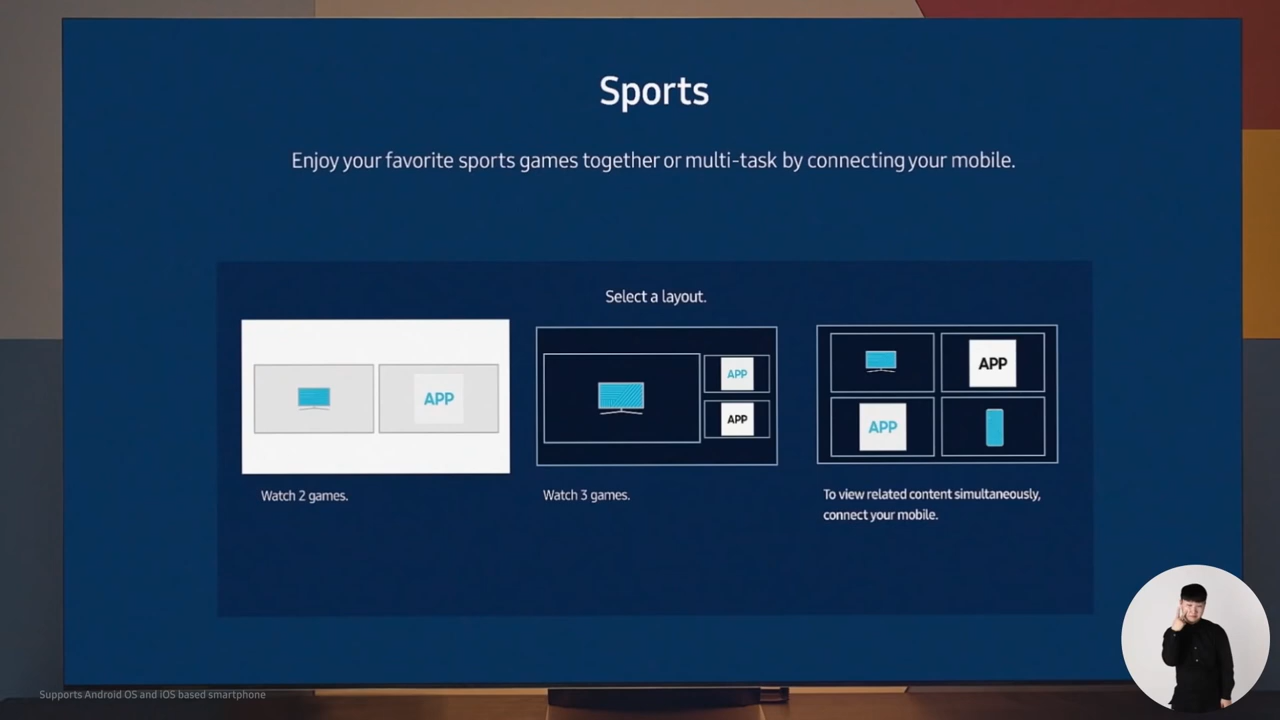 Sports
Enjoy your favorite sports games together or multi-task by connecting your mobile.
Select a layout.
APP
APP
APP
APP
APP
Watch 2 games.
Watch 3 games.
To view related content simultaneously,
connect your mobile.
Supports Android OS and iOS based smartphone